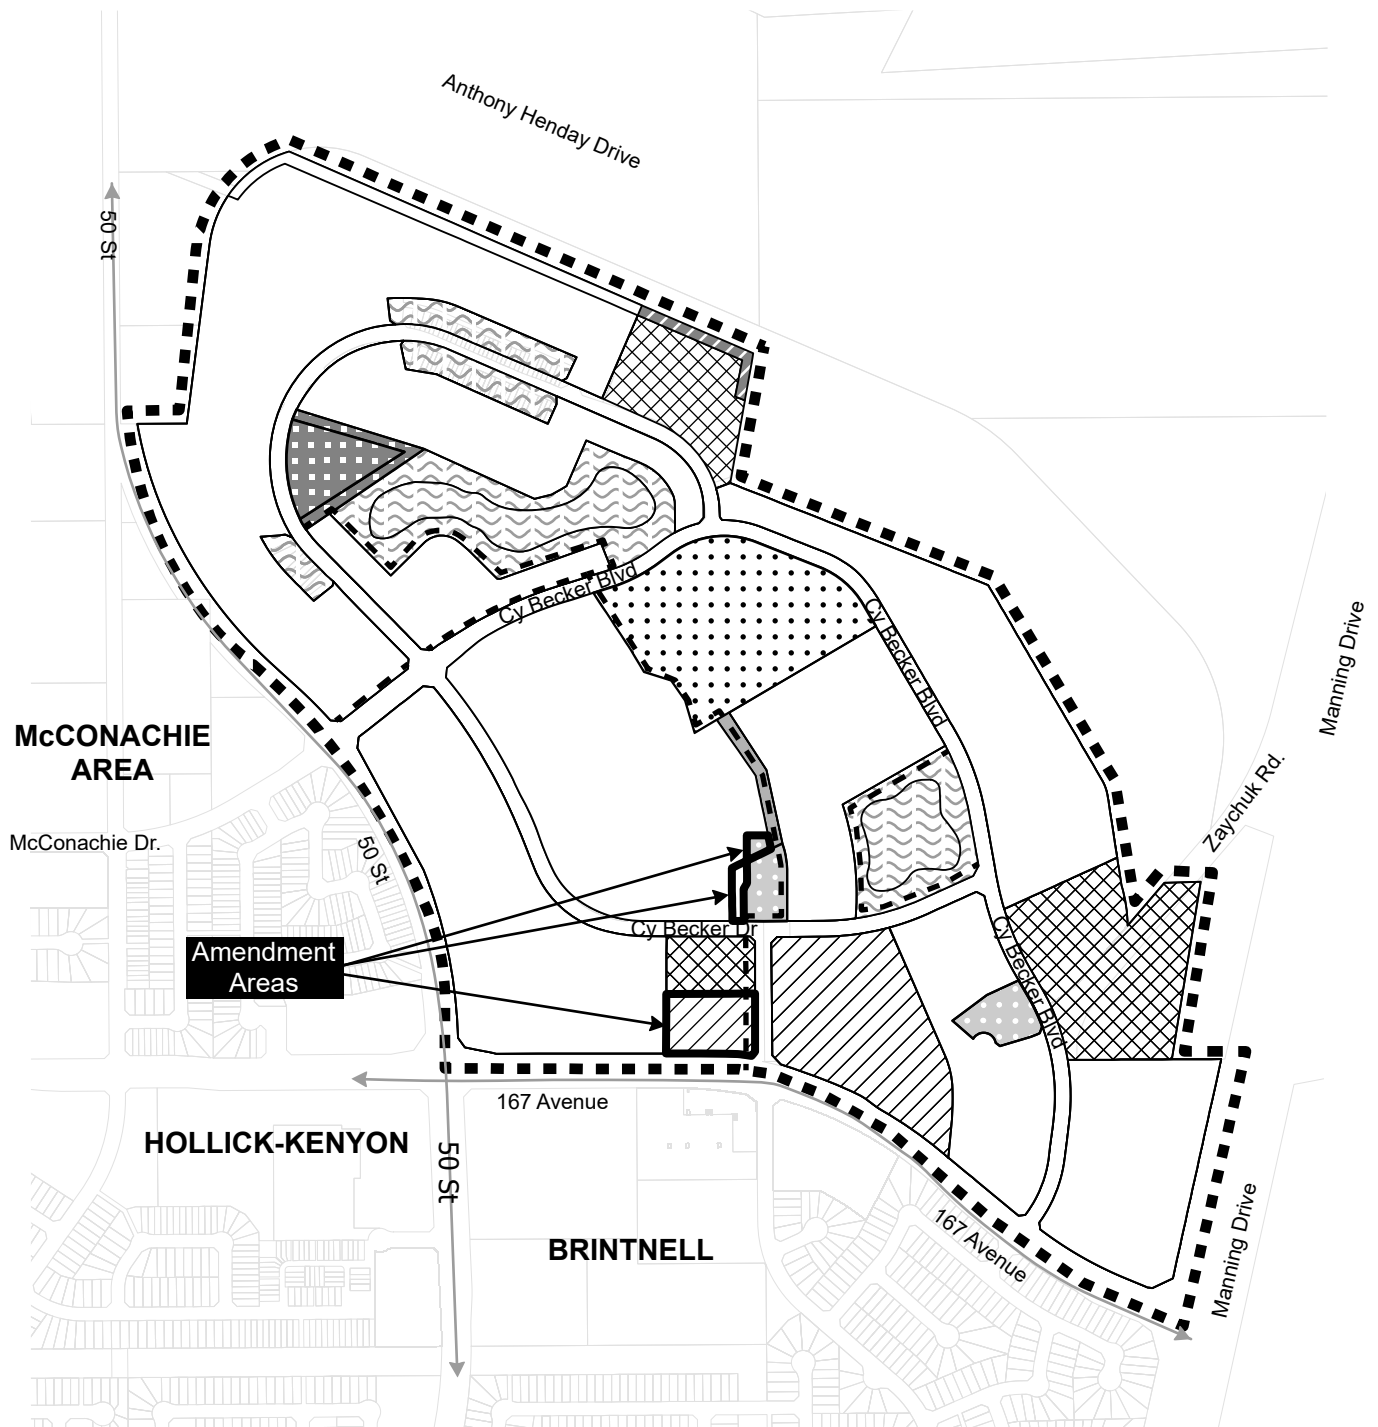 Anthony Henday Drive
50 St
Cy Becker Blvd
Cy Becker Blvd
Manning Drive
McCONACHIE
AREA
Zaychuk Rd.
McConachie Dr.
50 St
Cy Becker Dr
Cy Becker Blvd
Amendment
Areas
167 Avenue
HOLLICK-KENYON
50 St
BRINTNELL
167 Avenue
Manning Drive